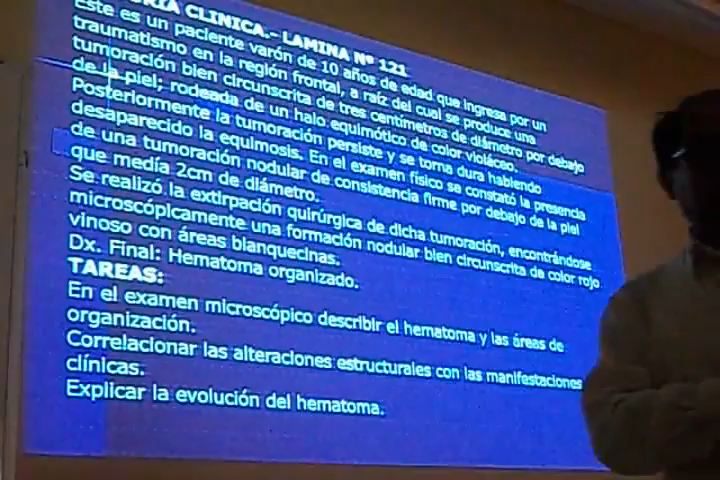 CLINICA.- LAMINA Nº 121
Este es un paciente varón de 10 años de edad que ingresa por un
traumatismo en la región frontal, a raíz del cual se produce una
tumoración bien circunscrita de tres centímetros de diámetro por debajo
de la piel; rodeada de un halo equimótico de color violáceo.
Posteriormente la tumoración persiste y se torna dura habiendo
desaparecido la equimosis. En el examen físico se constató la presencia
de una tumoración nodular de consistencia firme por debajo de la piel
que medía 2cm de diámetro.
Se realizó la extirpación quirúrgica de dicha tumoración, encontrándose
microscópicamente una formación nodular bien circunscrita de color rojo
vinoso con áreas blanquecinas.
Dx. Final: Hematoma organizado.
TAREAS:
En el examen microscópico describir el hematoma y las áreas de
organización.
Correlacionar las alteraciones estructurales con las manifestaciones
clínicas.
Explicar la evolución del hematoma.